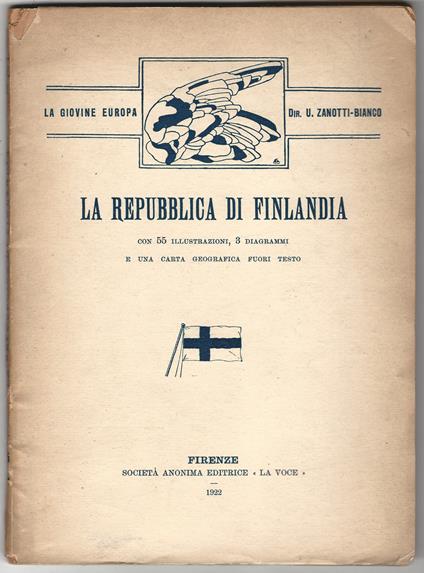 LA GIOVINE EUROPA
DIR. U. ZANOTTI-BIANCO
LA REPUBBLICA DI FINLANDIA
CON 55 ILLUSTRAZIONI, 3 DIAGRAMMI
E UNA CARTA GEOGRAFICA FUORI TESTO
FIRENZE
SOCIETÀ ANONIMA EDITRICE « LA VOCE »
—
1922